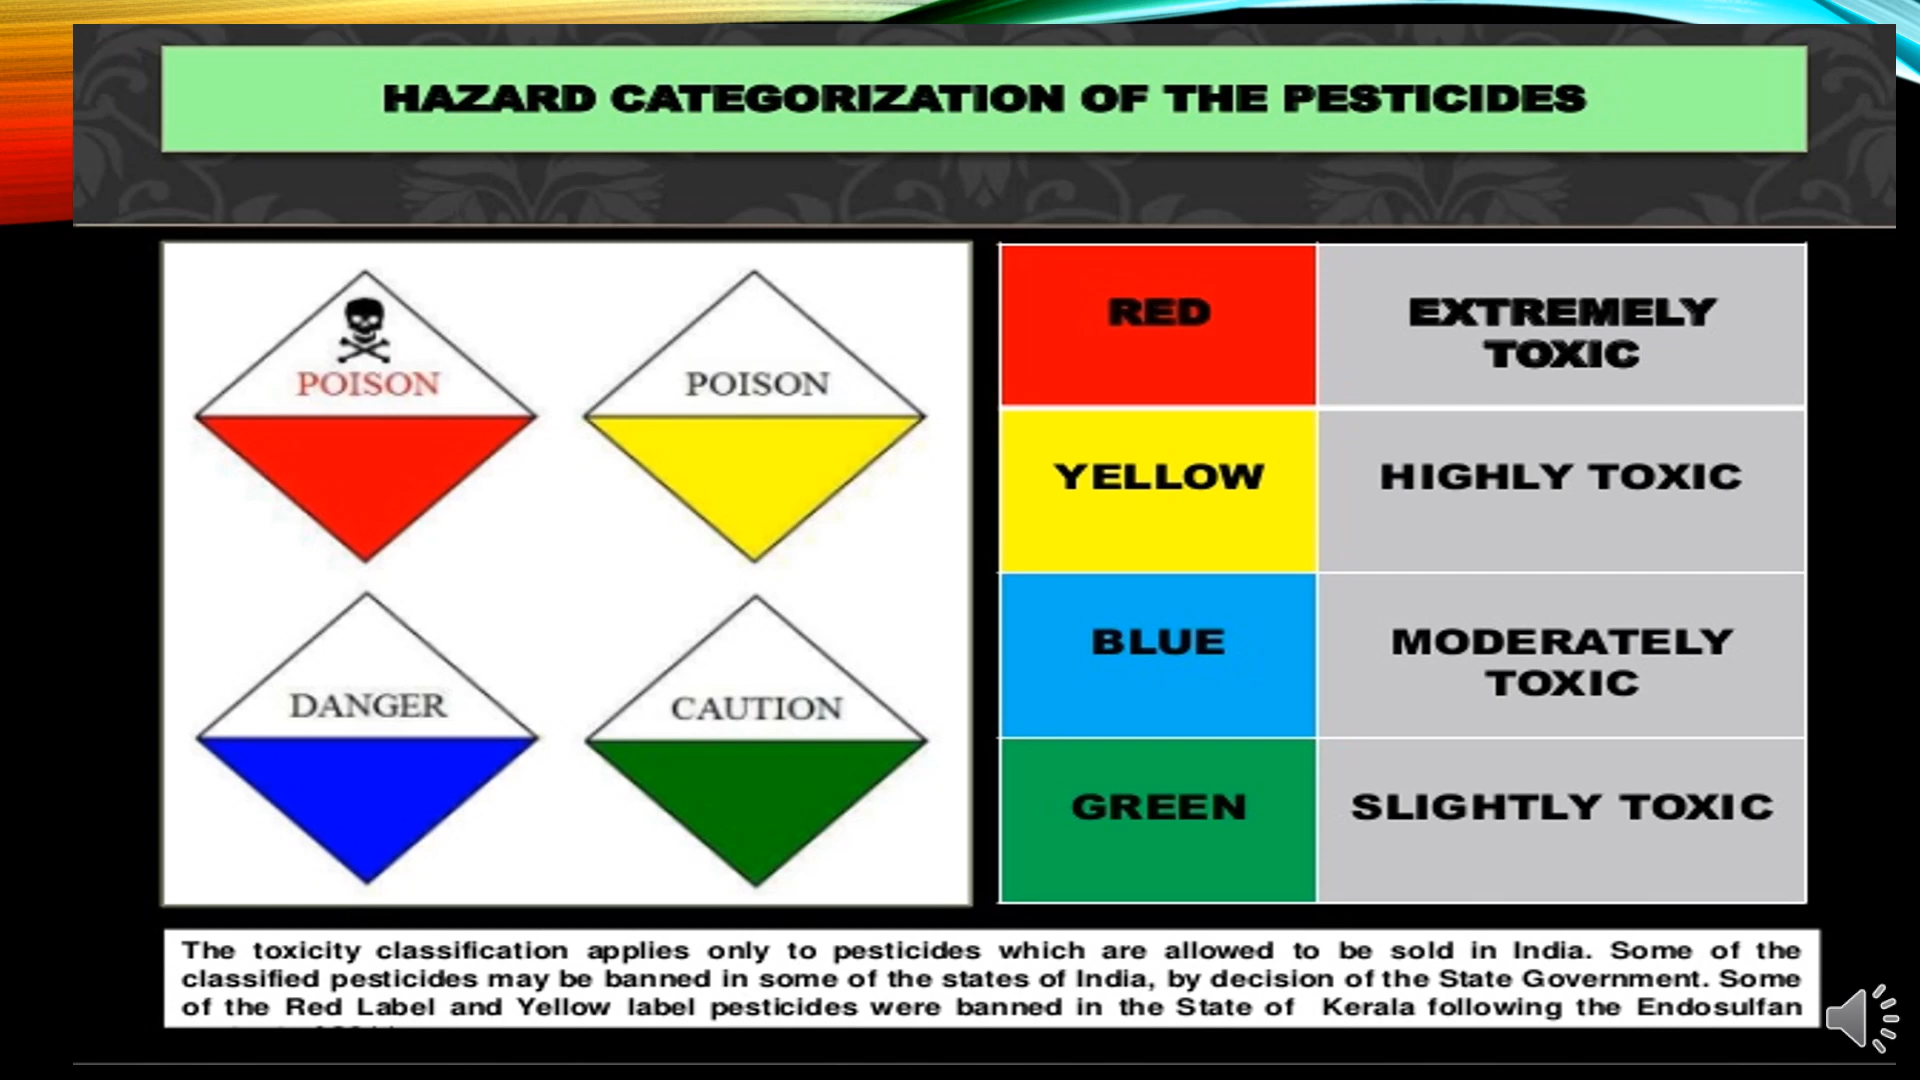 HAZARD CATEGORIZATION OF THE PESTICIDES
POISON
POISON
DANGER
CAUTION
RED
EXTREMELY
TOXIC
YELLOW
HIGHLY TOXIC
BLUE
MODERATELY
TOXIC
GREEN
SLIGHTLY TOXIC
The toxicity classification applies only to pesticides which are allowed to be sold in India. Some of the
classified pesticides may be banned in some of the states of India, by decision of the State Government. Some
of the Red Label and Yellow label pesticides were banned in the State of Kerala following the Endosulfan